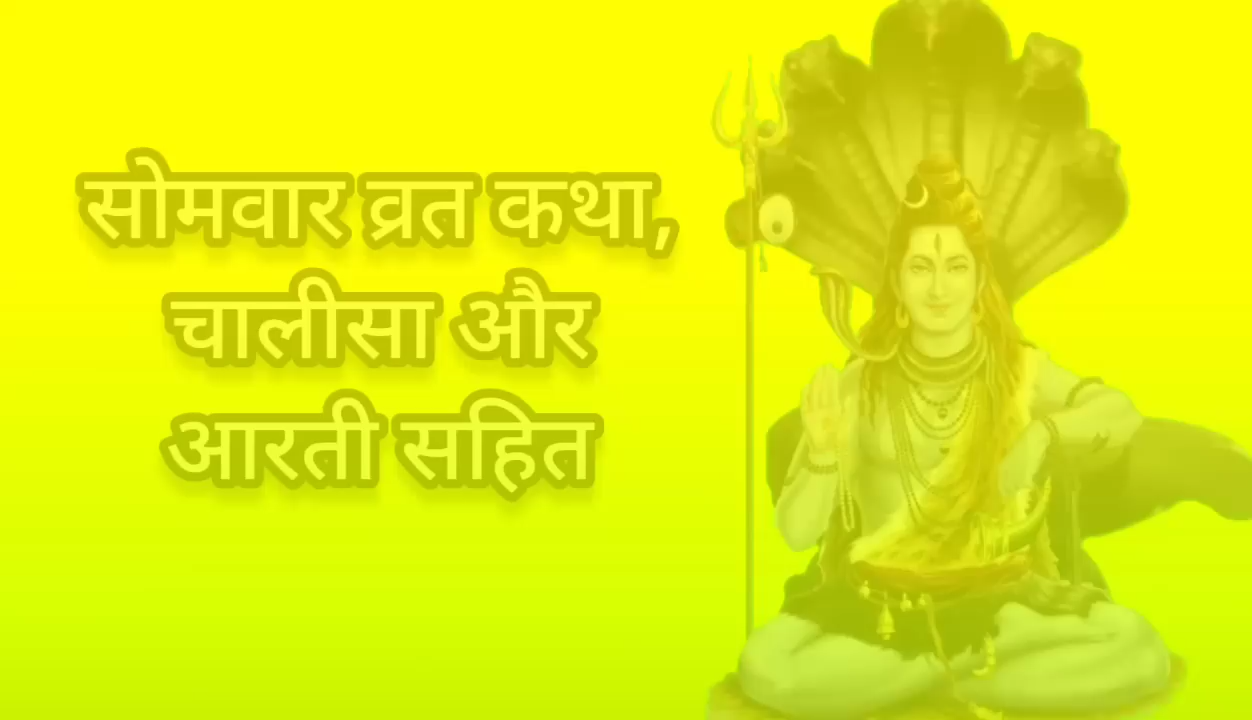 सोमवार व्रत कथा,
चालीसा और
आरती सहित